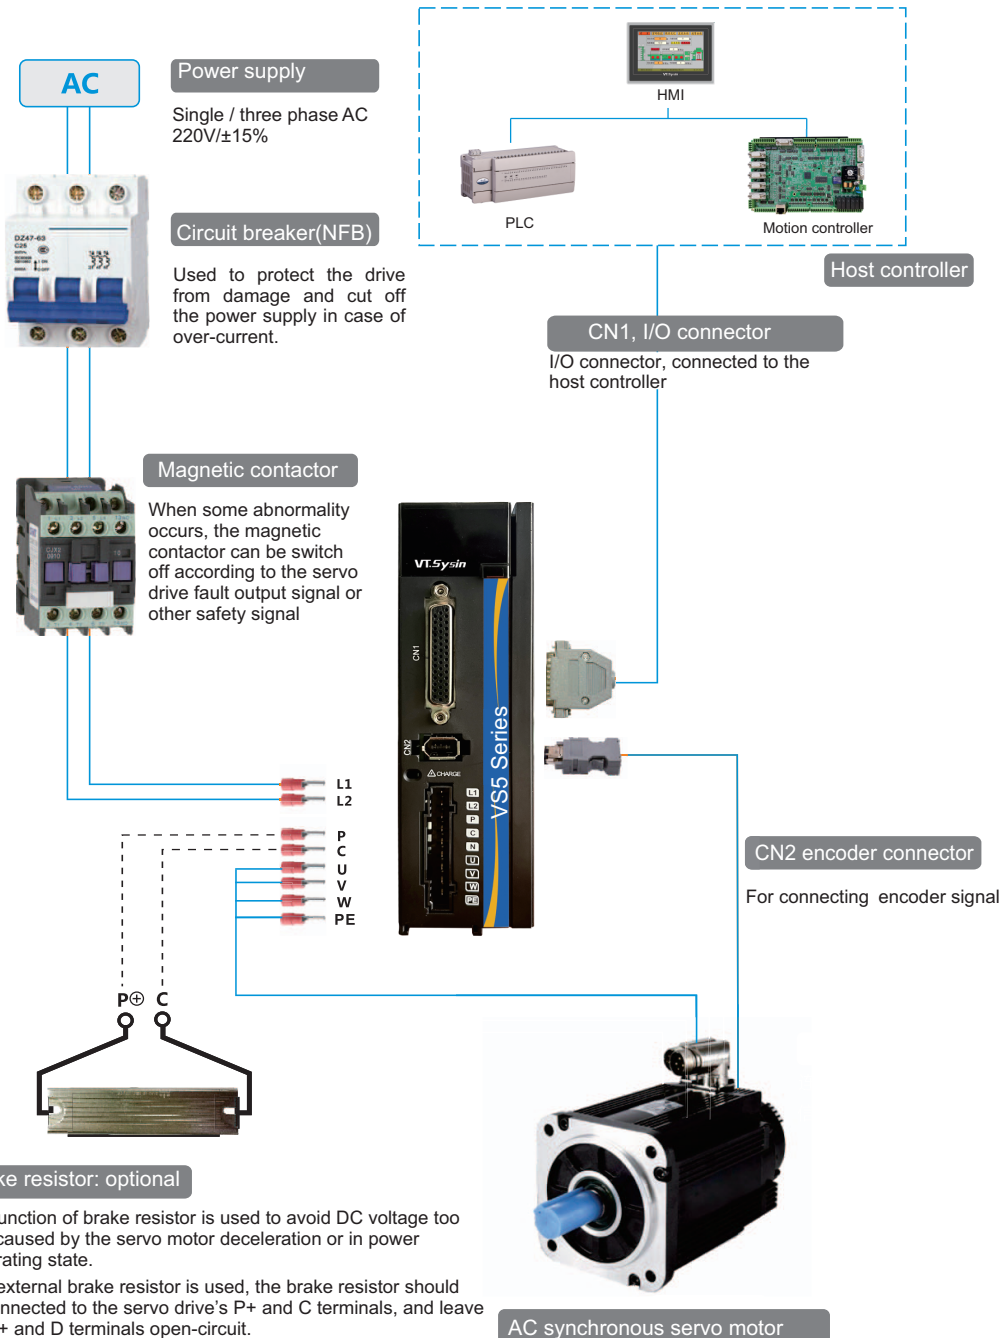 AC
Power supply
Single / three phase AC
220V/±15%
HMI
PLC
Motion controller
Host controller
DZ47-63
C25
Circuit breaker(NFB)
Used to protect the drive
from damage and cut off
the power supply in case of
over-current.
CN1, I/O connector
I/O connector, connected to the
host controller
Magnetic contactor
When some abnormality
occurs, the magnetic
contactor can be switch
off according to the servo
drive fault output signal or
other safety signal
CJX2
0910
VT.Sysin
CN1
CN2
CHARGE
L1
L2
P
C
N
U
V
W
PE
VS5 Series
L1
L2
P
C
U
V
W
PE
CN2 encoder connector
For connecting encoder signal
P⊕ C
ke resistor: optional
unction of brake resistor is used to avoid DC voltage too
caused by the servo motor deceleration or in power
rating state.
external brake resistor is used, the brake resistor should
nnected to the servo drive's P+ and C terminals, and leave
+ and D terminals open-circuit.
AC synchronous servo motor